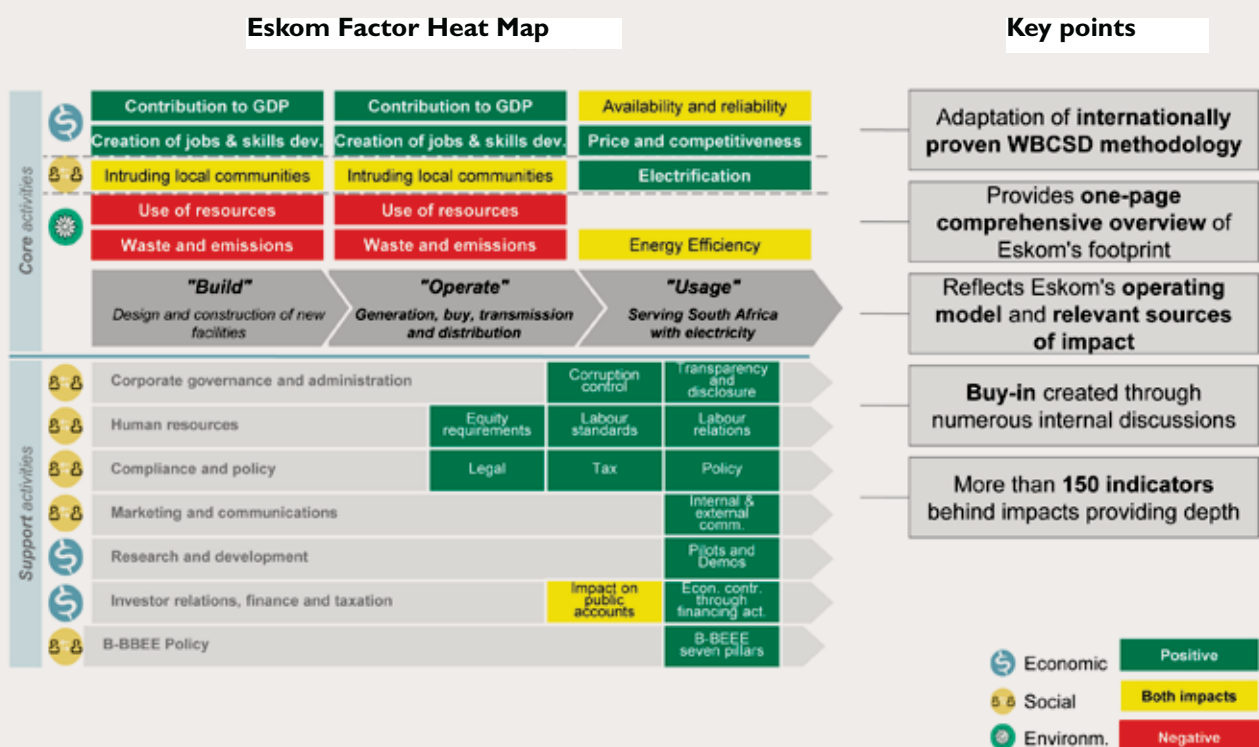 Eskom Factor Heat Map
Key points
Core activities
Contribution to GDP
Contribution to GDP
Availability and reliability
Creation of jobs & skills dev.
Creation of jobs & skills dev.
Price and competitiveness
Intruding local communities
Intruding local communities
Electrification
Use of resources
Use of resources
Waste and emissions
Waste and emissions
Energy Efficiency
"Build"
Design and construction of new
facilities
"Operate"
Generation, buy, transmission
and distribution
"Usage"
Serving South Africa
with electricity
Support activities
Corporate governance and administration
Corruption
control
Transparency
and
disclosure
Human resources
Equity
requirements
Labour
standards
Labour
relations
Compliance and policy
Legal
Tax
Policy
Marketing and communications
Internal &
external
comm.
Research and development
Pilots and
Demos
Investor relations, finance and taxation
Impact on
public
accounts
Econ. contr.
through
financing act.
B-BBEE Policy
B-BEEE
seven pillars
Adaptation of internationally
proven WBCSD methodology
Provides one-page
comprehensive overview of
Eskom's footprint
Reflects Eskom's operating
model and relevant sources
of impact
Buy-in created through
numerous internal discussions
More than 150 indicators
behind impacts providing depth
Economic
Positive
Social
Both impacts
Environm.
Negative